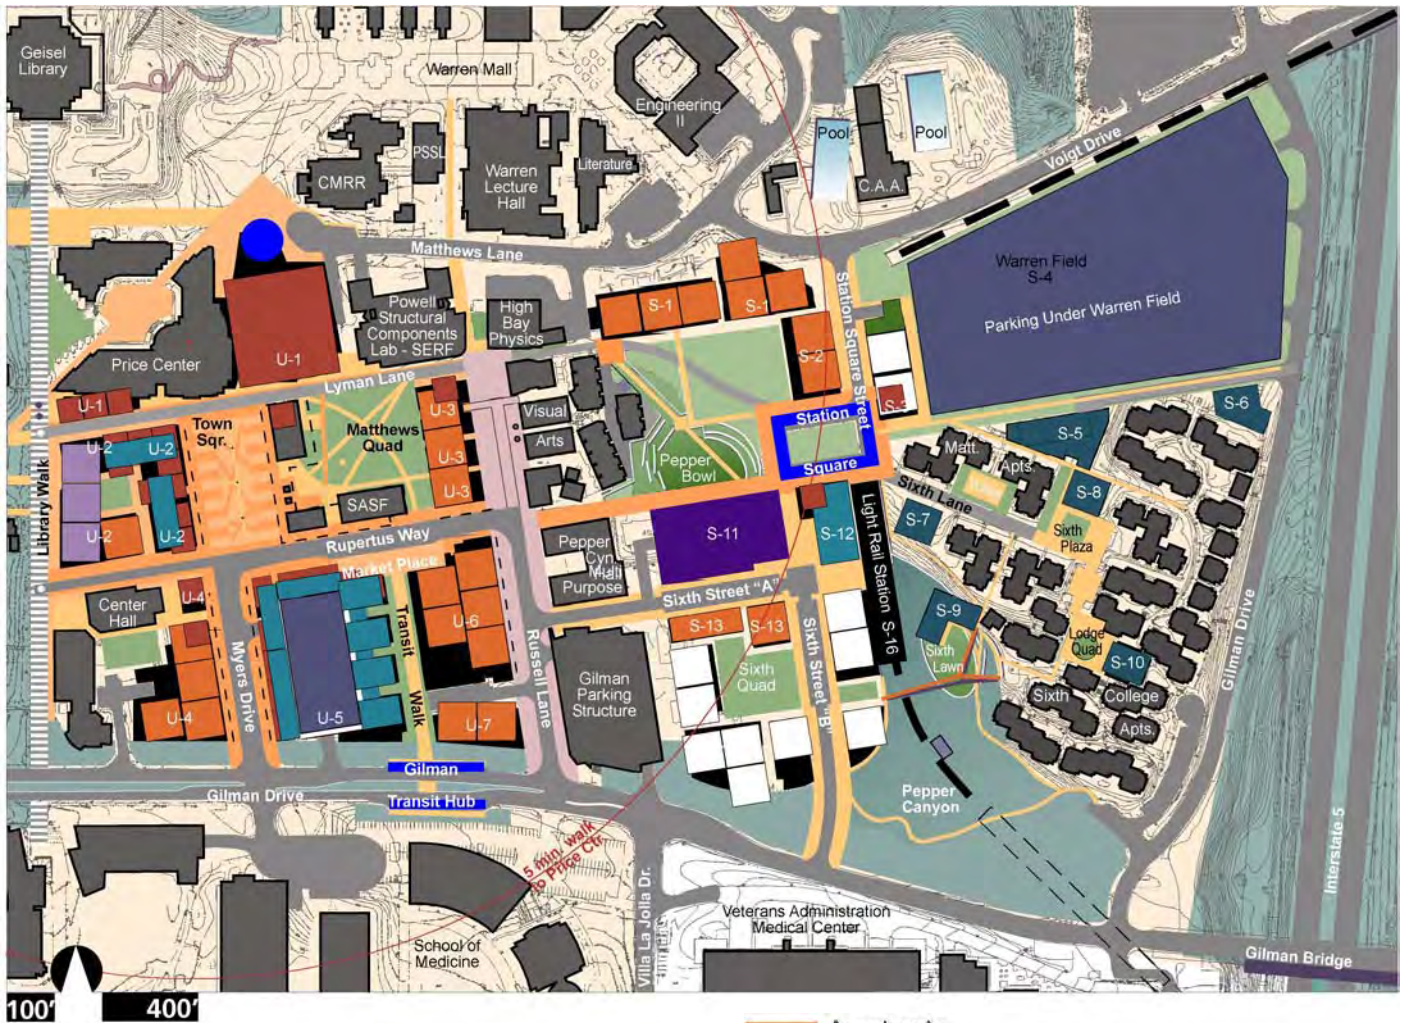 Geisel
Library
Warren Mall
Engineering
II
Pool
Pool
Voigt Drive
PSSL
CMRR
Warren
Lecture
Hall
Literature
C.A.A.
Matthews Lane
Warren Field
S-4
Parking Under Warren Field
Station Square Street
Powell
Structural
Components
Lab - SERF
High
Bay
Physics
S-1
S-1
S-2
Price Center
U-1
Lyman Lane
U-1
U-3
Visual
Arts
Station
Square
S-6
S-5
Town
Sqr.
Matthews
Quad
U-2
U-2
U-3
U-3
Pepper
Bowl
Matt.
Apts.
Sixth Lane
S-8
S-7
Library Walk
SASF
U-2
U-2
Rupertus Way
Pepper
Cyn.
Hall
Multi
Purpose
S-11
S-12
Light Rail Station S-16
Sixth
Plaza
Market Place
Center
Hall
U-4
Sixth Street "A"
S-13
S-13
S-9
Sixth
Lawn
Lodge
Quad
S-10
Gilman Drive
U-6
Transit
Walk
Myers Drive
Russell Lane
Gilman
Parking
Structure
Sixth
Quad
Sixth Street "B"
Sixth
College
Apts.
U-4
U-5
U-7
Gilman
Transit Hub
Gilman Drive
Pepper
Canyon
5 min. walk
to Price Ctr.
Interstate 5
Villa La Jolla Dr.
Veterans Administration
Medical Center
School of
Medicine
Gilman Bridge
100'
400'